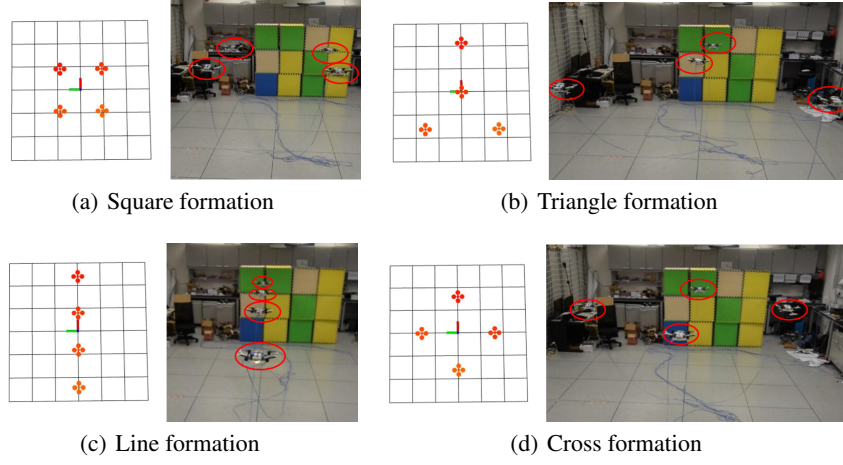 (a) Square formation
(b) Triangle formation
(c) Line formation
(d) Cross formation